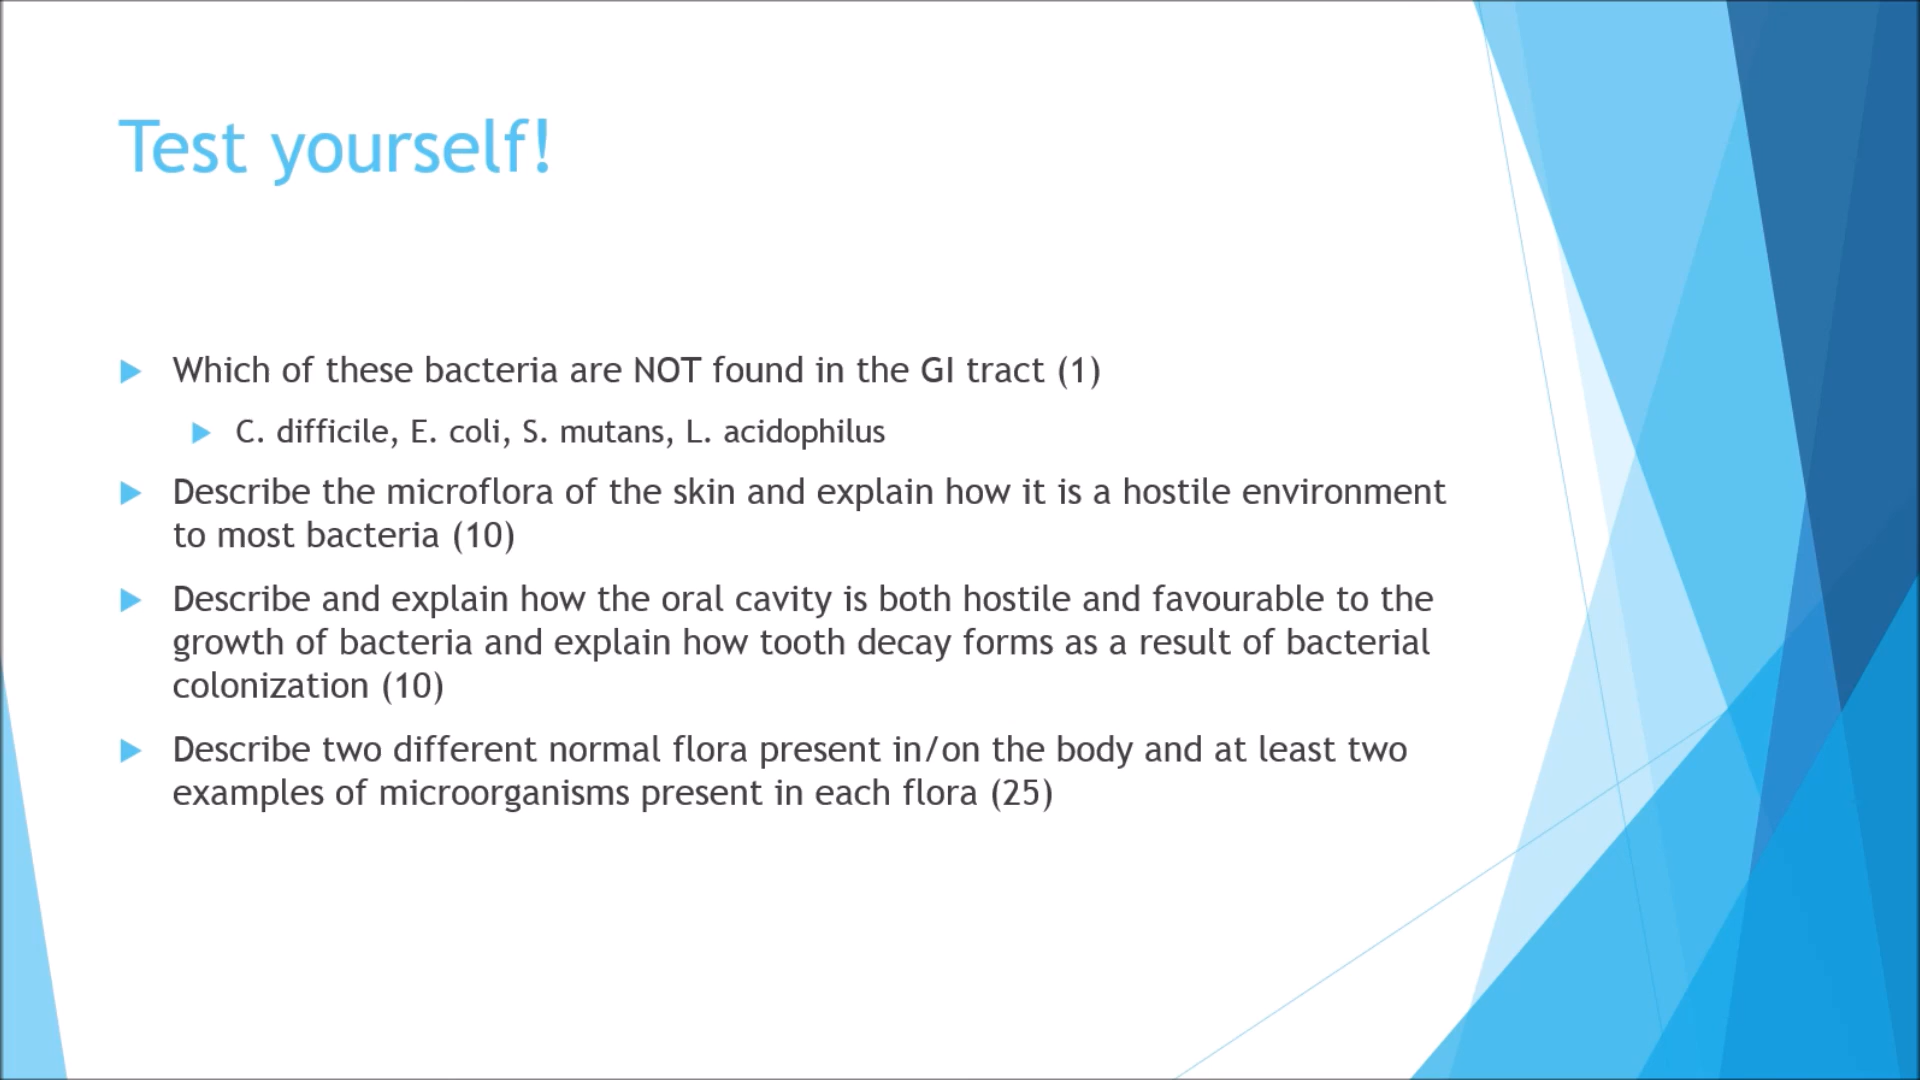 Test yourself!
Which of these bacteria are NOT found in the GI tract (1)
C. difficile, E. coli, S. mutans, L. acidophilus
Describe the microflora of the skin and explain how it is a hostile environment
to most bacteria (10)
Describe and explain how the oral cavity is both hostile and favourable to the
growth of bacteria and explain how tooth decay forms as a result of bacterial
colonization (10)
Describe two different normal flora present in/on the body and at least two
examples of microorganisms present in each flora (25)